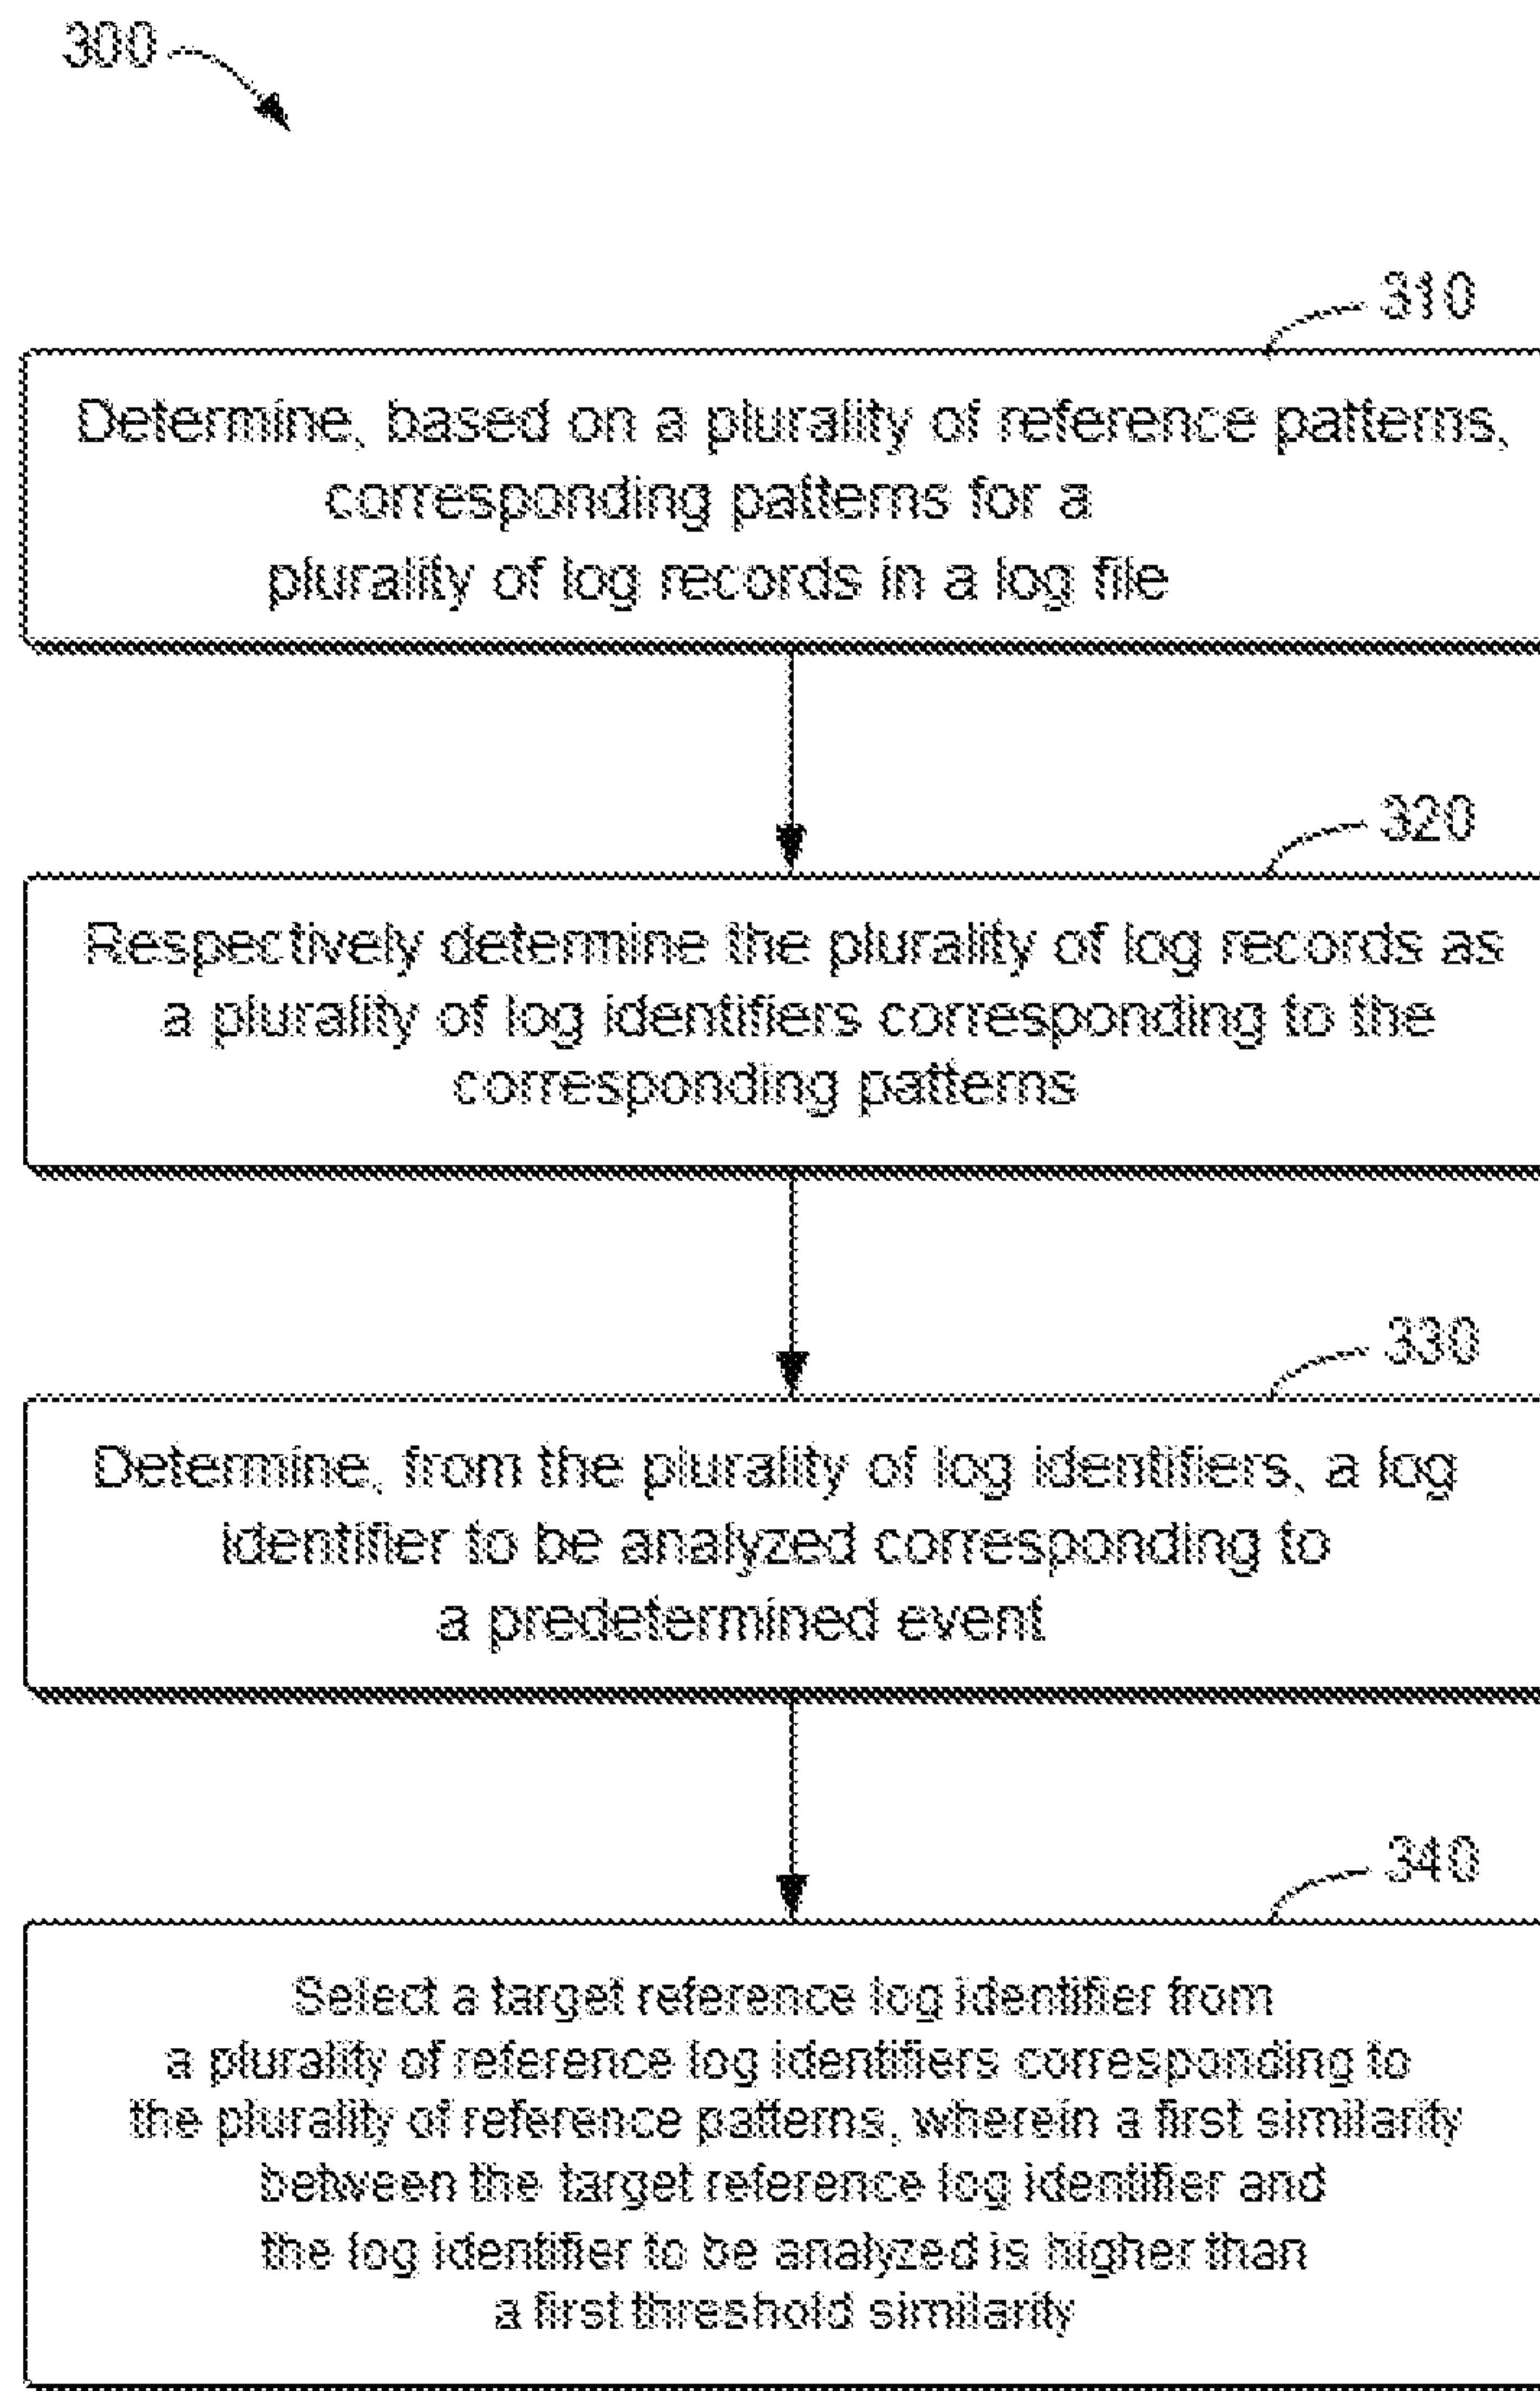 300
310
Determine, based on a plurality of reference patterns,
corresponding patterns for a
plurality of log records in a log file
320
Respectively determine the plurality of log records as
a plurality of log identifiers corresponding to the
corresponding patterns
330
Determine, from the plurality of log identifiers, a log
identifier to be analyzed corresponding to
a predetermined event
340
Select a target reference log identifier from
a plurality of reference log identifiers corresponding to
the plurality of reference patterns, wherein a first similarity
between the target reference log identifier and
the log identifier to be analyzed is higher than
a first threshold similarity